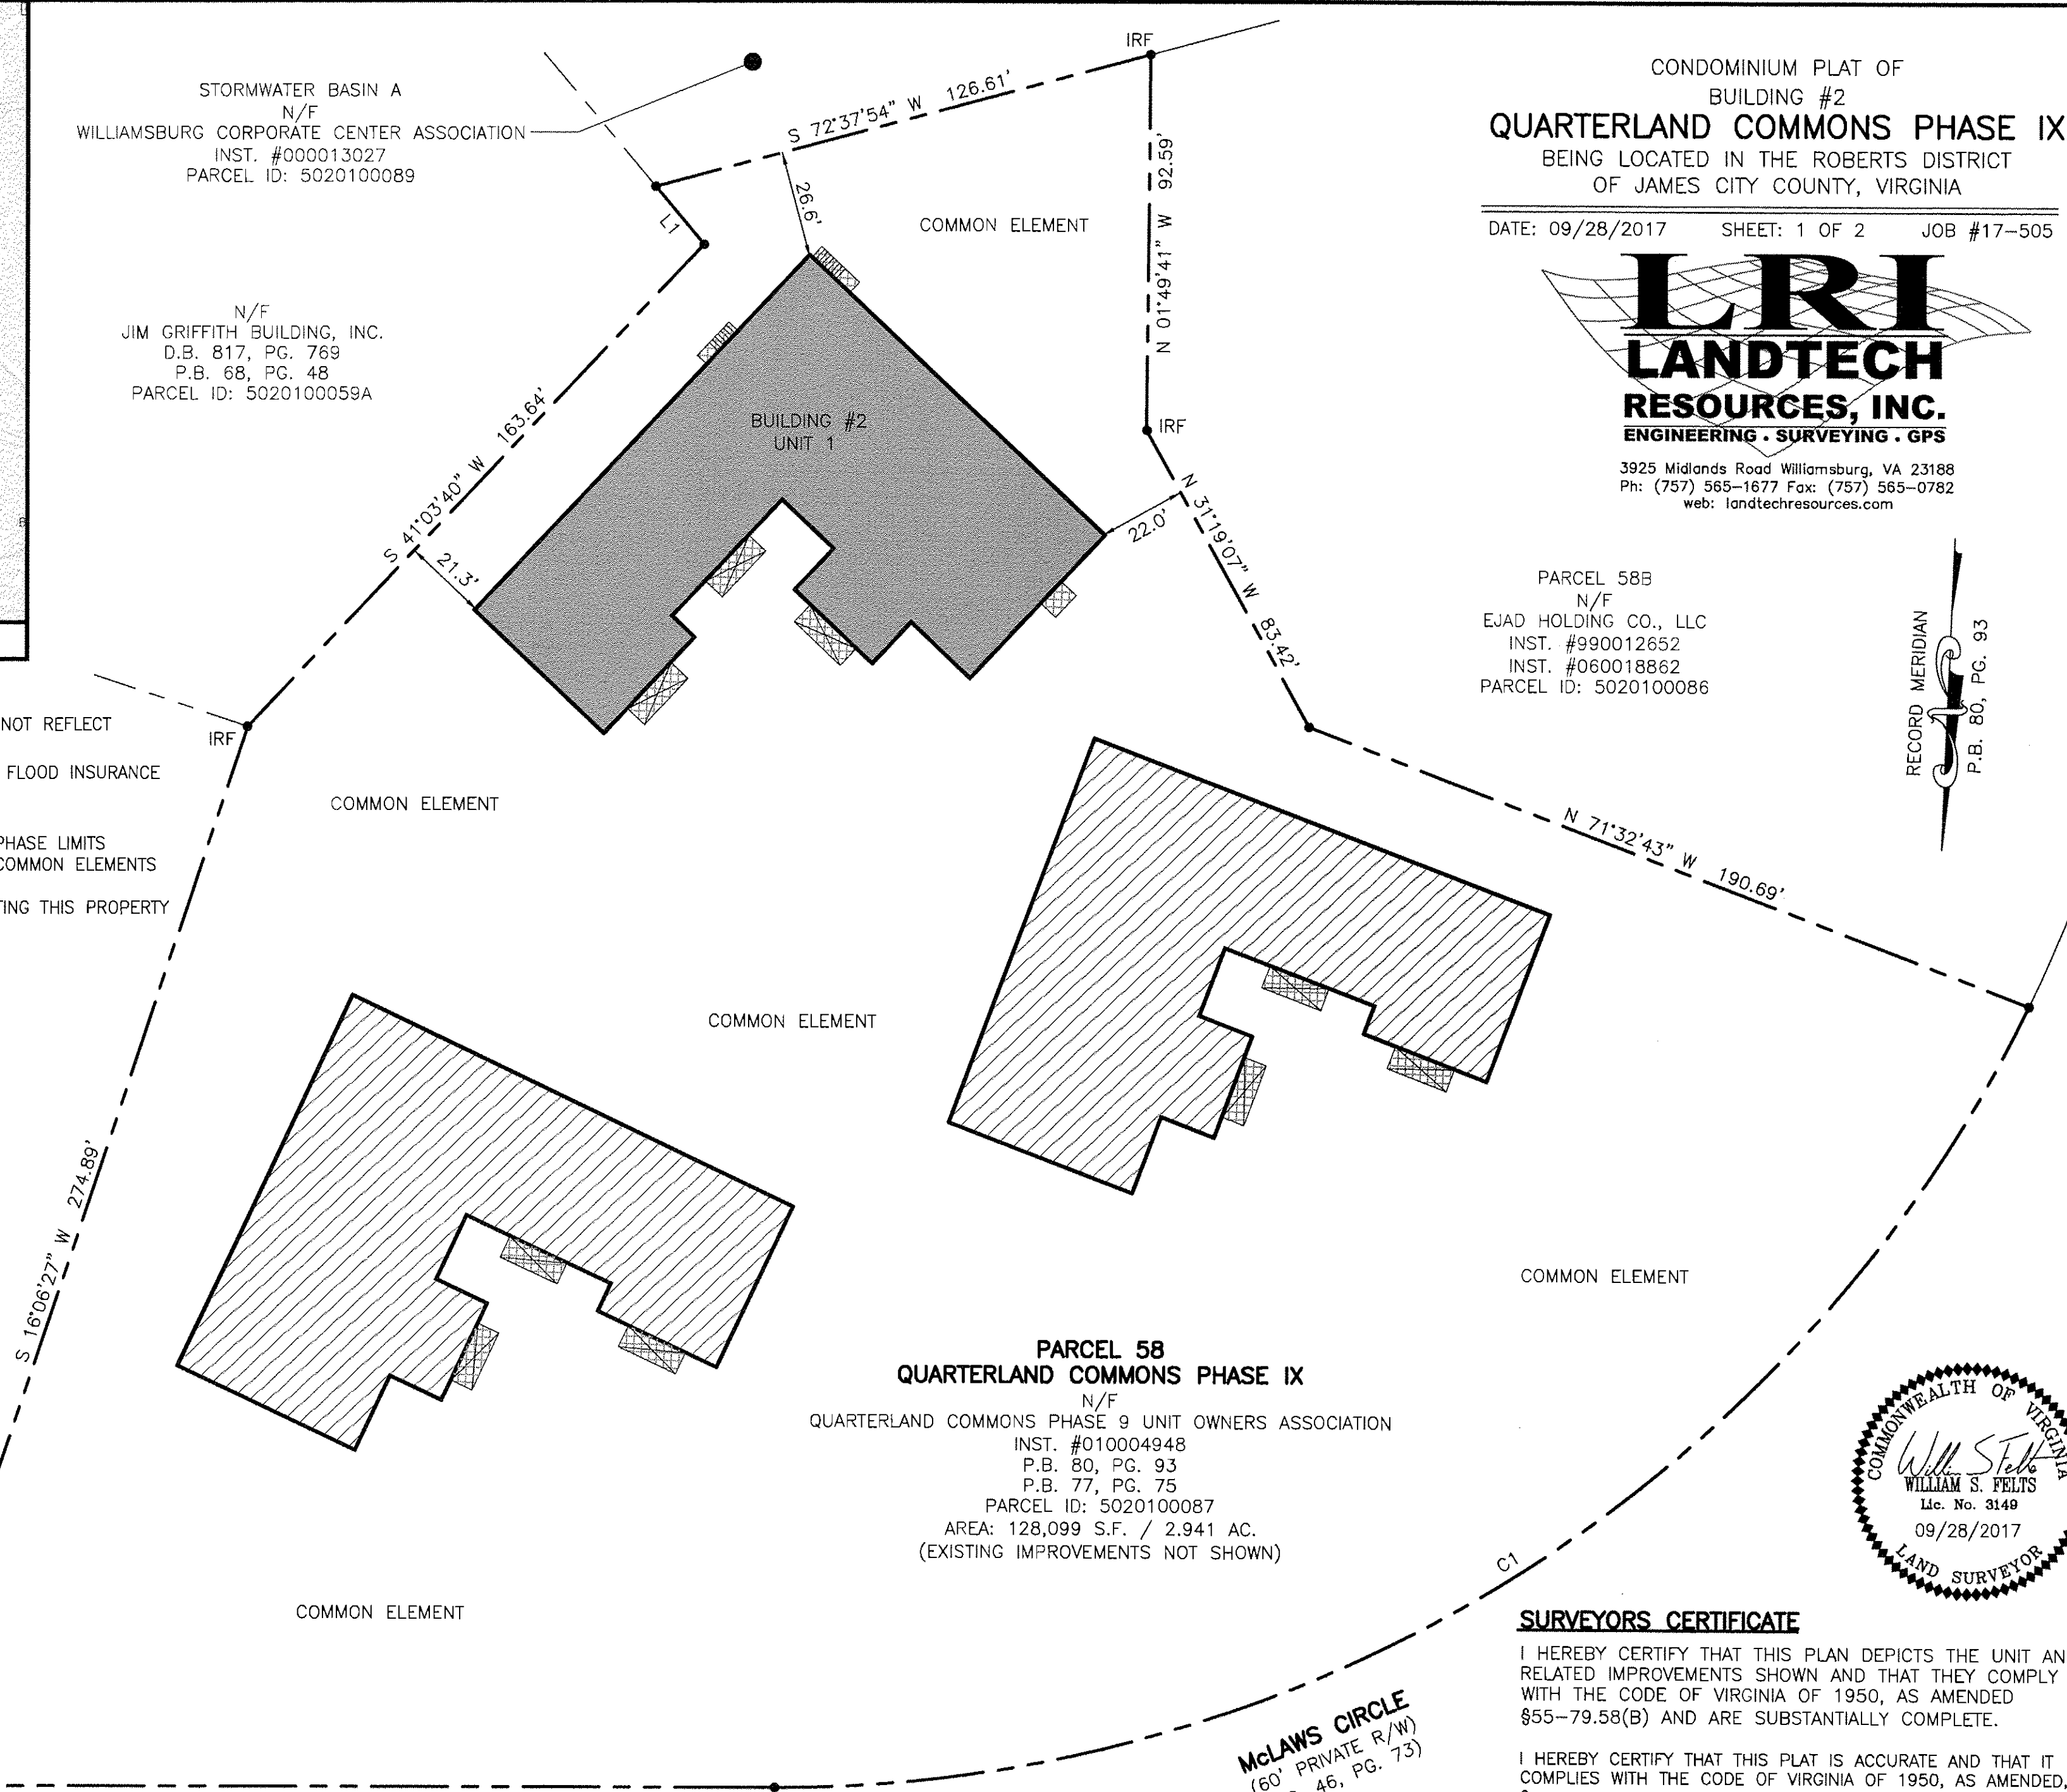 STORMWATER BASIN A
N/F
WILLIAMSBURG CORPORATE CENTER ASSOCIATION
INST. #000013027
PARCEL ID: 5020100089
N/F
JIM GRIFFITH BUILDING, INC.
D.B. 817, PG. 769
P.B. 68, PG. 48
PARCEL ID: 5020100059A
IRF
S 72°37'54" W 126.61'
L1
26.6'
COMMON ELEMENT
N 01°49'41" W 92.59'
IRF
BUILDING #2
UNIT 1
S 41°03'40" W 163.64'
21.3'
22.0'
N 31°19'07" W 83.42'
CONDOMINIUM PLAT OF
BUILDING #2
QUARTERLAND COMMONS PHASE IX
BEING LOCATED IN THE ROBERTS DISTRICT
OF JAMES CITY COUNTY, VIRGINIA
DATE: 09/28/2017 SHEET: 1 OF 2 JOB #17-505
LRI
LANDTECH
RESOURCES, INC.
ENGINEERING . SURVEYING . GPS
3925 Midlands Road Williamsburg, VA 23188
Ph: (757) 565-1677 Fax: (757) 565-0782
web: landtechresources.com
PARCEL 58B
N/F
EJAD HOLDING CO., LLC
INST. #990012652
INST. #060018862
PARCEL ID: 5020100086
RECORD MERIDIAN
P.B. 80, PG. 93
NOT REFLECT
FLOOD INSURANCE
PHASE LIMITS
COMMON ELEMENTS
TING THIS PROPERTY
IRF
COMMON ELEMENT
N 71°32'43" W 190.69'
COMMON ELEMENT
S 16°06'27" W 274.89'
COMMON ELEMENT
PARCEL 58
QUARTERLAND COMMONS PHASE IX
N/F
QUARTERLAND COMMONS PHASE 9 UNIT OWNERS ASSOCIATION
INST. #010004948
P.B. 80, PG. 93
P.B. 77, PG. 75
PARCEL ID: 5020100087
AREA: 128,099 S.F. / 2.941 AC.
(EXISTING IMPROVEMENTS NOT SHOWN)
COMMON ELEMENT
C1
COMMONWEALTH OF VIRGINIA
Will S Felts
WILLIAM S. FELTS
Lic. No. 3149
09/28/2017
LAND SURVEYOR
McLAWS CIRCLE
(60' PRIVATE R/W)
46, PG. 73)
SURVEYORS CERTIFICATE
I HEREBY CERTIFY THAT THIS PLAN DEPICTS THE UNIT AN
RELATED IMPROVEMENTS SHOWN AND THAT THEY COMPLY
WITH THE CODE OF VIRGINIA OF 1950, AS AMENDED
§55-79.58(B) AND ARE SUBSTANTIALLY COMPLETE.
I HEREBY CERTIFY THAT THIS PLAT IS ACCURATE AND THAT IT
COMPLIES WITH THE CODE OF VIRGINIA OF 1950, AS AMENDED,